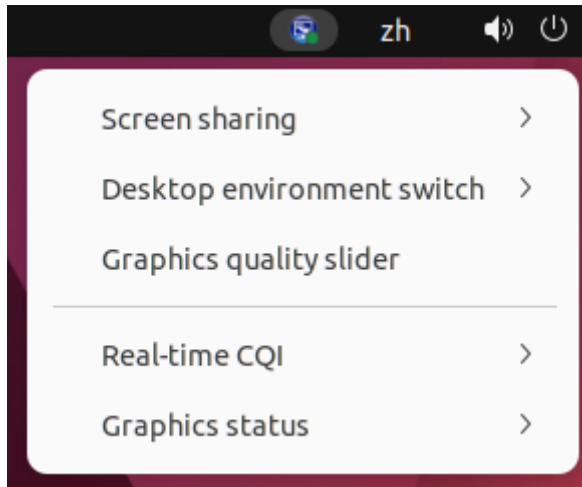 zh
Screen sharing
Desktop environment switch
Graphics quality slider
Real-time CQI
Graphics status